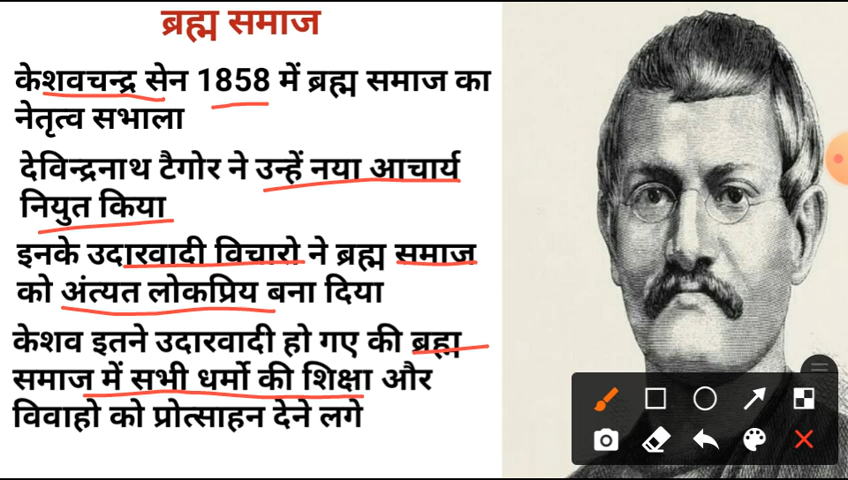 ब्रह्म समाज
केशवचन्द्र सेन 1858 में ब्रह्म समाज का
नेतृत्व सभाला
देविन्द्रनाथ टैगोर ने उन्हें नया आचार्य
नियुत किया
इनके उदारवादी विचारो ने ब्रह्म समाज
को अंत्यत लोकप्रिय बना दिया
केशव इतने उदारवादी हो गए की ब्रह्म
समाज में सभी धर्मो की शिक्षा और
विवाहो को प्रोत्साहन देने लगे